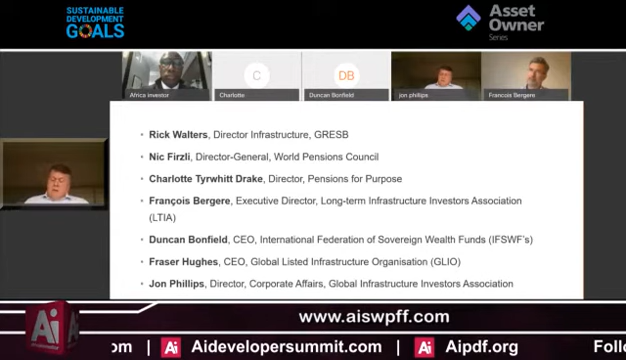 SUSTAINABLE
DEVELOPMENT
GOALS
Asset
Owner
Series
C
DB
Africa investor
Charlotte
Duncan Bonfield
jon phillips
Francois Bergere
• Rick Walters, Director Infrastructure, GRESB
• Nic Firzli, Director-General, World Pensions Council
• Charlotte Tyrwhitt Drake, Director, Pensions for Purpose
• François Bergere, Executive Director, Long-term Infrastructure Investors Association
(LTIA)
• Duncan Bonfield, CEO, International Federation of Sovereign Wealth Funds (IFSWF's)
• Fraser Hughes, CEO, Global Listed Infrastructure Organisation (GLIO)
• Jon Phillips, Director, Corporate Affairs, Global Infrastructure Investors Association
www.aiswpff.com
Ai
om | Ai Aidevelopersummit.com | Ai Aipdf.org Follo